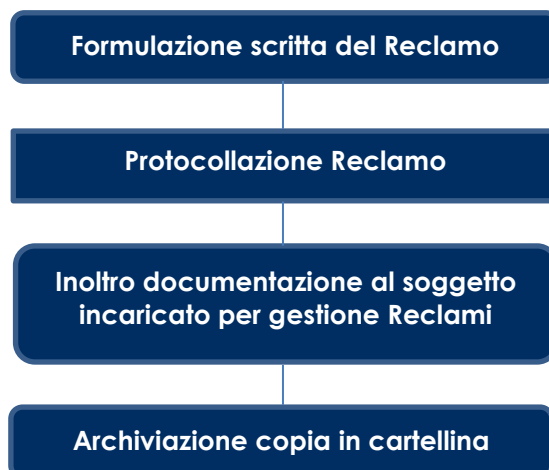 Formulazione scritta del Reclamo
Protocollazione Reclamo
Inoltro documentazione al soggetto
incaricato per gestione Reclami
Archiviazione copia in cartellina